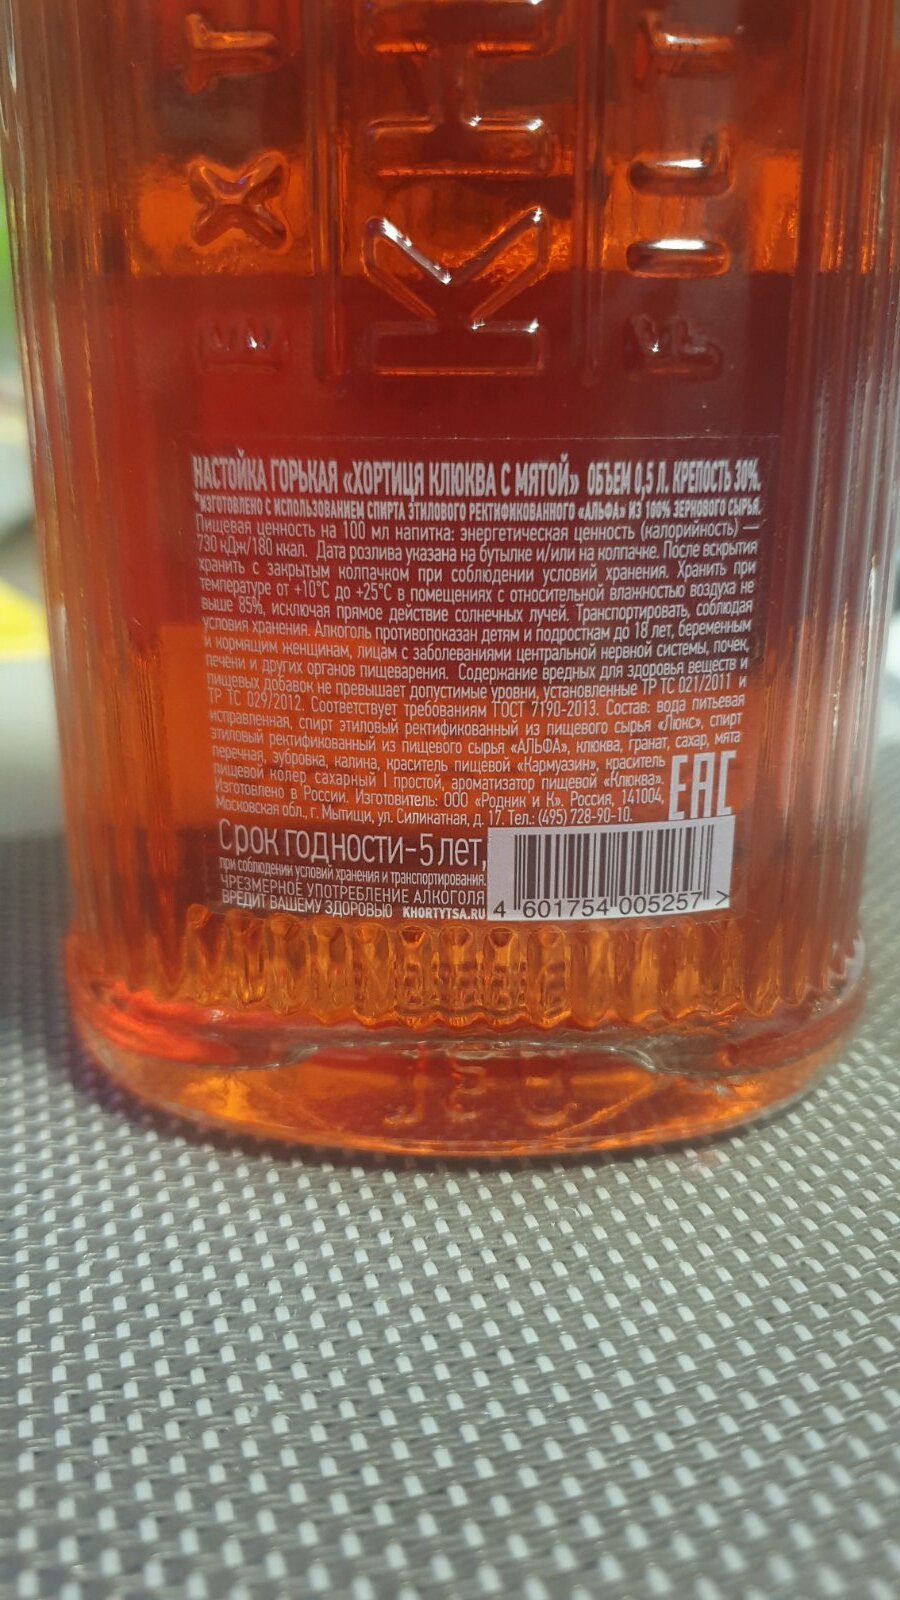 EXT
KH
FILT
НАСТОЙКА ГОРЬКАЯ «ХОРТИЦЯ КЛЮКВА С МЯТОЙ» ОБЪЕМ 0,5 Л. КРЕПОСТЬ 30%.
*ИЗГОТОВЛЕНО С ИСПОЛЬЗОВАНИЕМ СПИРТА ЭТИЛОВОГО РЕКТИФИКОВАННОГО «АЛЬФА» ИЗ 100% ЗЕРНОВОГО СЫРЬЯ.
Пищевая ценность на 100 мл напитка: энергетическая ценность (калорийность) —
730 кДж/180 ккал. Дата розлива указана на бутылке и/или на колпачке. После вскрытия
хранить с закрытым колпачком при соблюдении условий хранения. Хранить при
температуре от +10°С до +25°С в помещениях с относительной влажностью воздуха не
выше 85%, исключая прямое действие солнечных лучей. Транспортировать, соблюдая
условия хранения. Алкоголь противопоказан детям и подросткам до 18 лет, беременным
и кормящим женщинам, лицам с заболеваниями центральной нервной системы, почек,
печени и других органов пищеварения. Содержание вредных для здоровья веществ и
пищевых добавок не превышает допустимые уровни, установленные ТР ТС 021/2011 и
ТР ТС 029/2012. Соответствует требованиям ГОСТ 7190-2013. Состав: вода питьевая
исправленная, спирт этиловый ректификованный из пищевого сырья «Люкс», спирт
этиловый ректификованный из пищевого сырья «АЛЬФА», клюква, гранат, сахар, мята
перечная, зубровка, калина, краситель пищевой «Кармуазин», краситель
пищевой колер сахарный I простой, ароматизатор пищевой «Клюква».
Изготовлено в России. Изготовитель: ООО «Родник и К». Россия, 141004,
Московская обл., г. Мытищи, ул. Силикатная, д. 17. Тел.: (495) 728-90-10.
EAC
Срок годности-5 лет,
при соблюдении условий хранения и транспортирования.
ЧРЕЗМЕРНОЕ УПОТРЕБЛЕНИЕ АЛКОГОЛЯ
ВРЕДИТ ВАШЕМУ ЗДОРОВЬЮ KHORTYTSA.RU
4 601754 005257 >